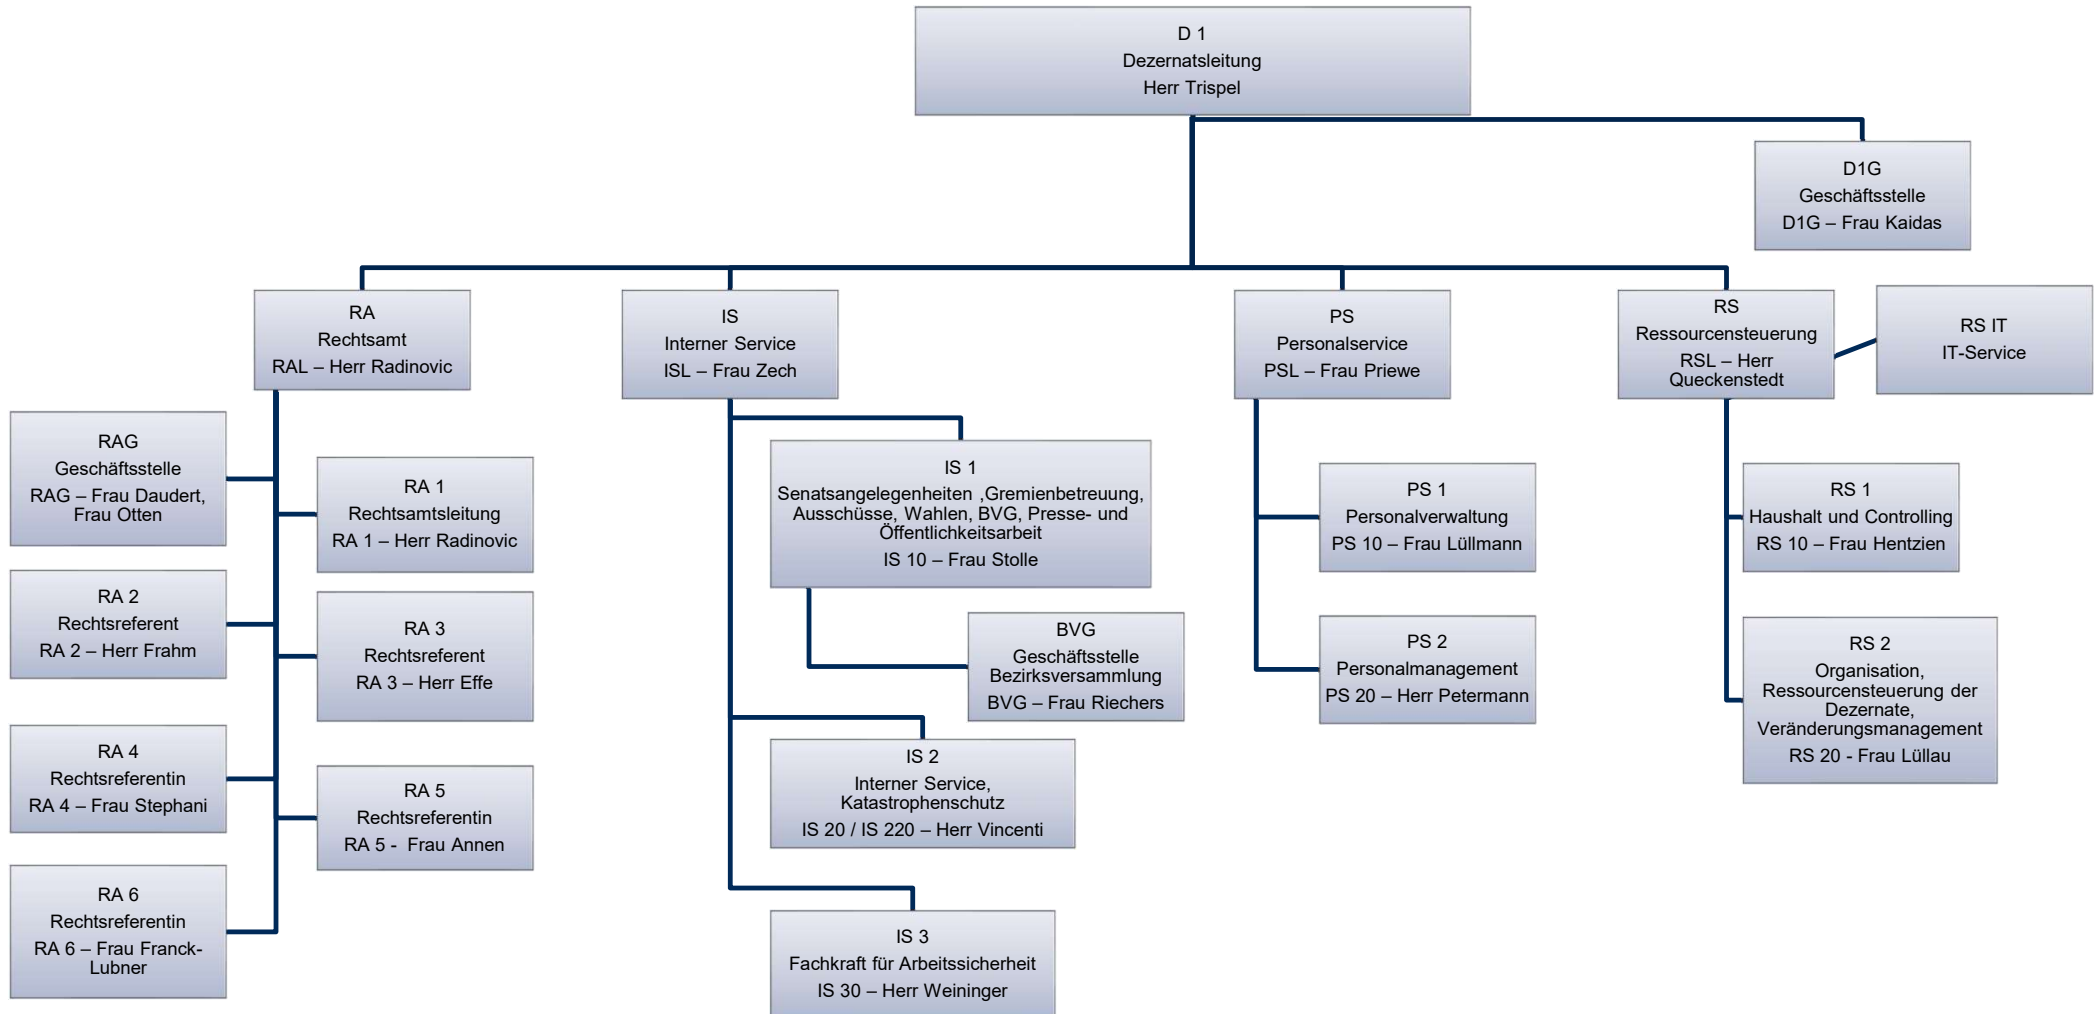 D 1
Dezernatsleitung
Herr Trispel
D1G
Geschäftsstelle
D1G – Frau Kaidas
RA
Rechtsamt
RAL – Herr Radinovic
IS
Interner Service
ISL – Frau Zech
PS
Personalservice
PSL – Frau Priewe
RS
Ressourcensteuerung
RSL – Herr
Queckenstedt
RS IT
IT-Service
RAG
Geschäftsstelle
RAG – Frau Daudert,
Frau Otten
RA 1
Rechtsamtsleitung
RA 1 – Herr Radinovic
RA 2
Rechtsreferent
RA 2 – Herr Frahm
RA 3
Rechtsreferent
RA 3 – Herr Effe
RA 4
Rechtsreferentin
RA 4 – Frau Stephani
RA 5
Rechtsreferentin
RA 5 -  Frau Annen
RA 6
Rechtsreferentin
RA 6 – Frau Franck-
Lubner
IS 1
Senatsangelegenheiten ,Gremienbetreuung,
Ausschüsse, Wahlen, BVG, Presse- und
Öffentlichkeitsarbeit
IS 10 – Frau Stolle
BVG
Geschäftsstelle
Bezirksversammlung
BVG – Frau Riechers
IS 2
Interner Service,
Katastrophenschutz
IS 20 / IS 220 – Herr Vincenti
IS 3
Fachkraft für Arbeitssicherheit
IS 30 – Herr Weininger
PS 1
Personalverwaltung
PS 10 – Frau Lüllmann
PS 2
Personalmanagement
PS 20 – Herr Petermann
RS 1
Haushalt und Controlling
RS 10 – Frau Hentzien
RS 2
Organisation,
Ressourcensteuerung der
Dezernate,
Veränderungsmanagement
RS 20 - Frau Lüllau